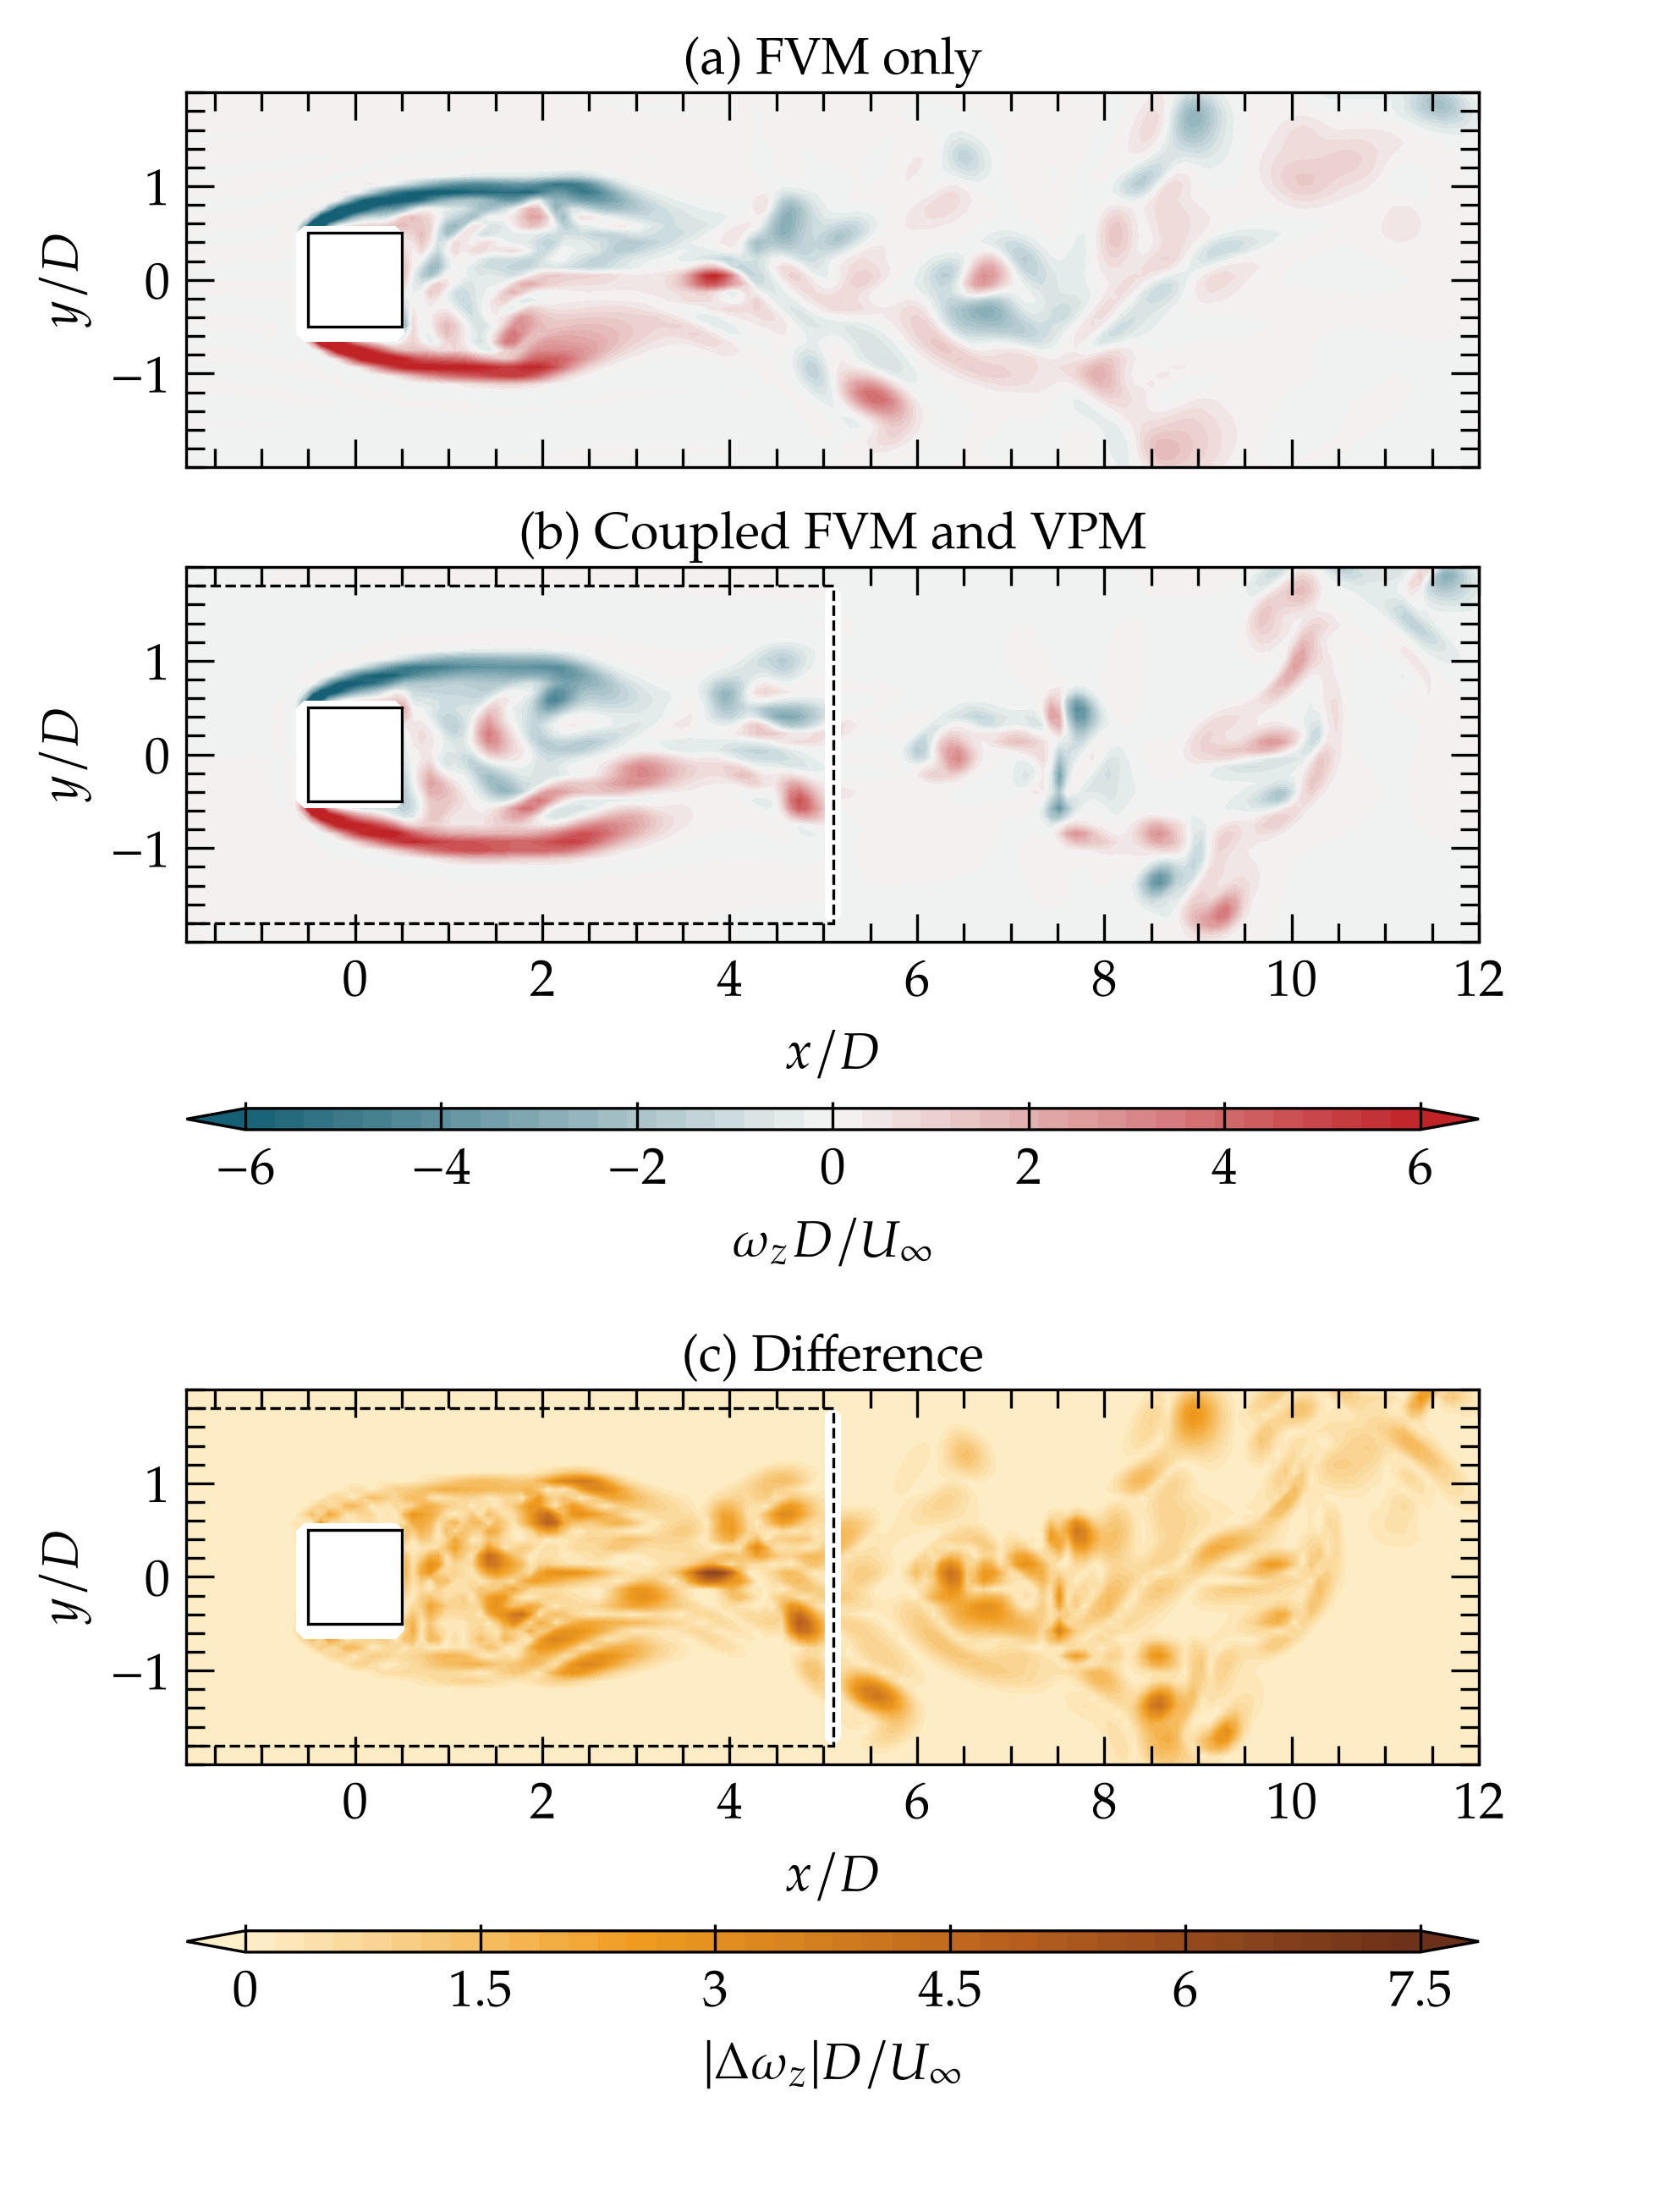 (a) FVM only
y/D
1
0
−1
(b) Coupled FVM and VPM
y/D
1
0
−1
0 2 4 6 8 10 12
x/D
−6 −4 −2 0 2 4 6
ω_z D/U_∞
(c) Difference
y/D
1
0
−1
0 2 4 6 8 10 12
x/D
0 1.5 3 4.5 6 7.5
|Δω_z|D/U_∞